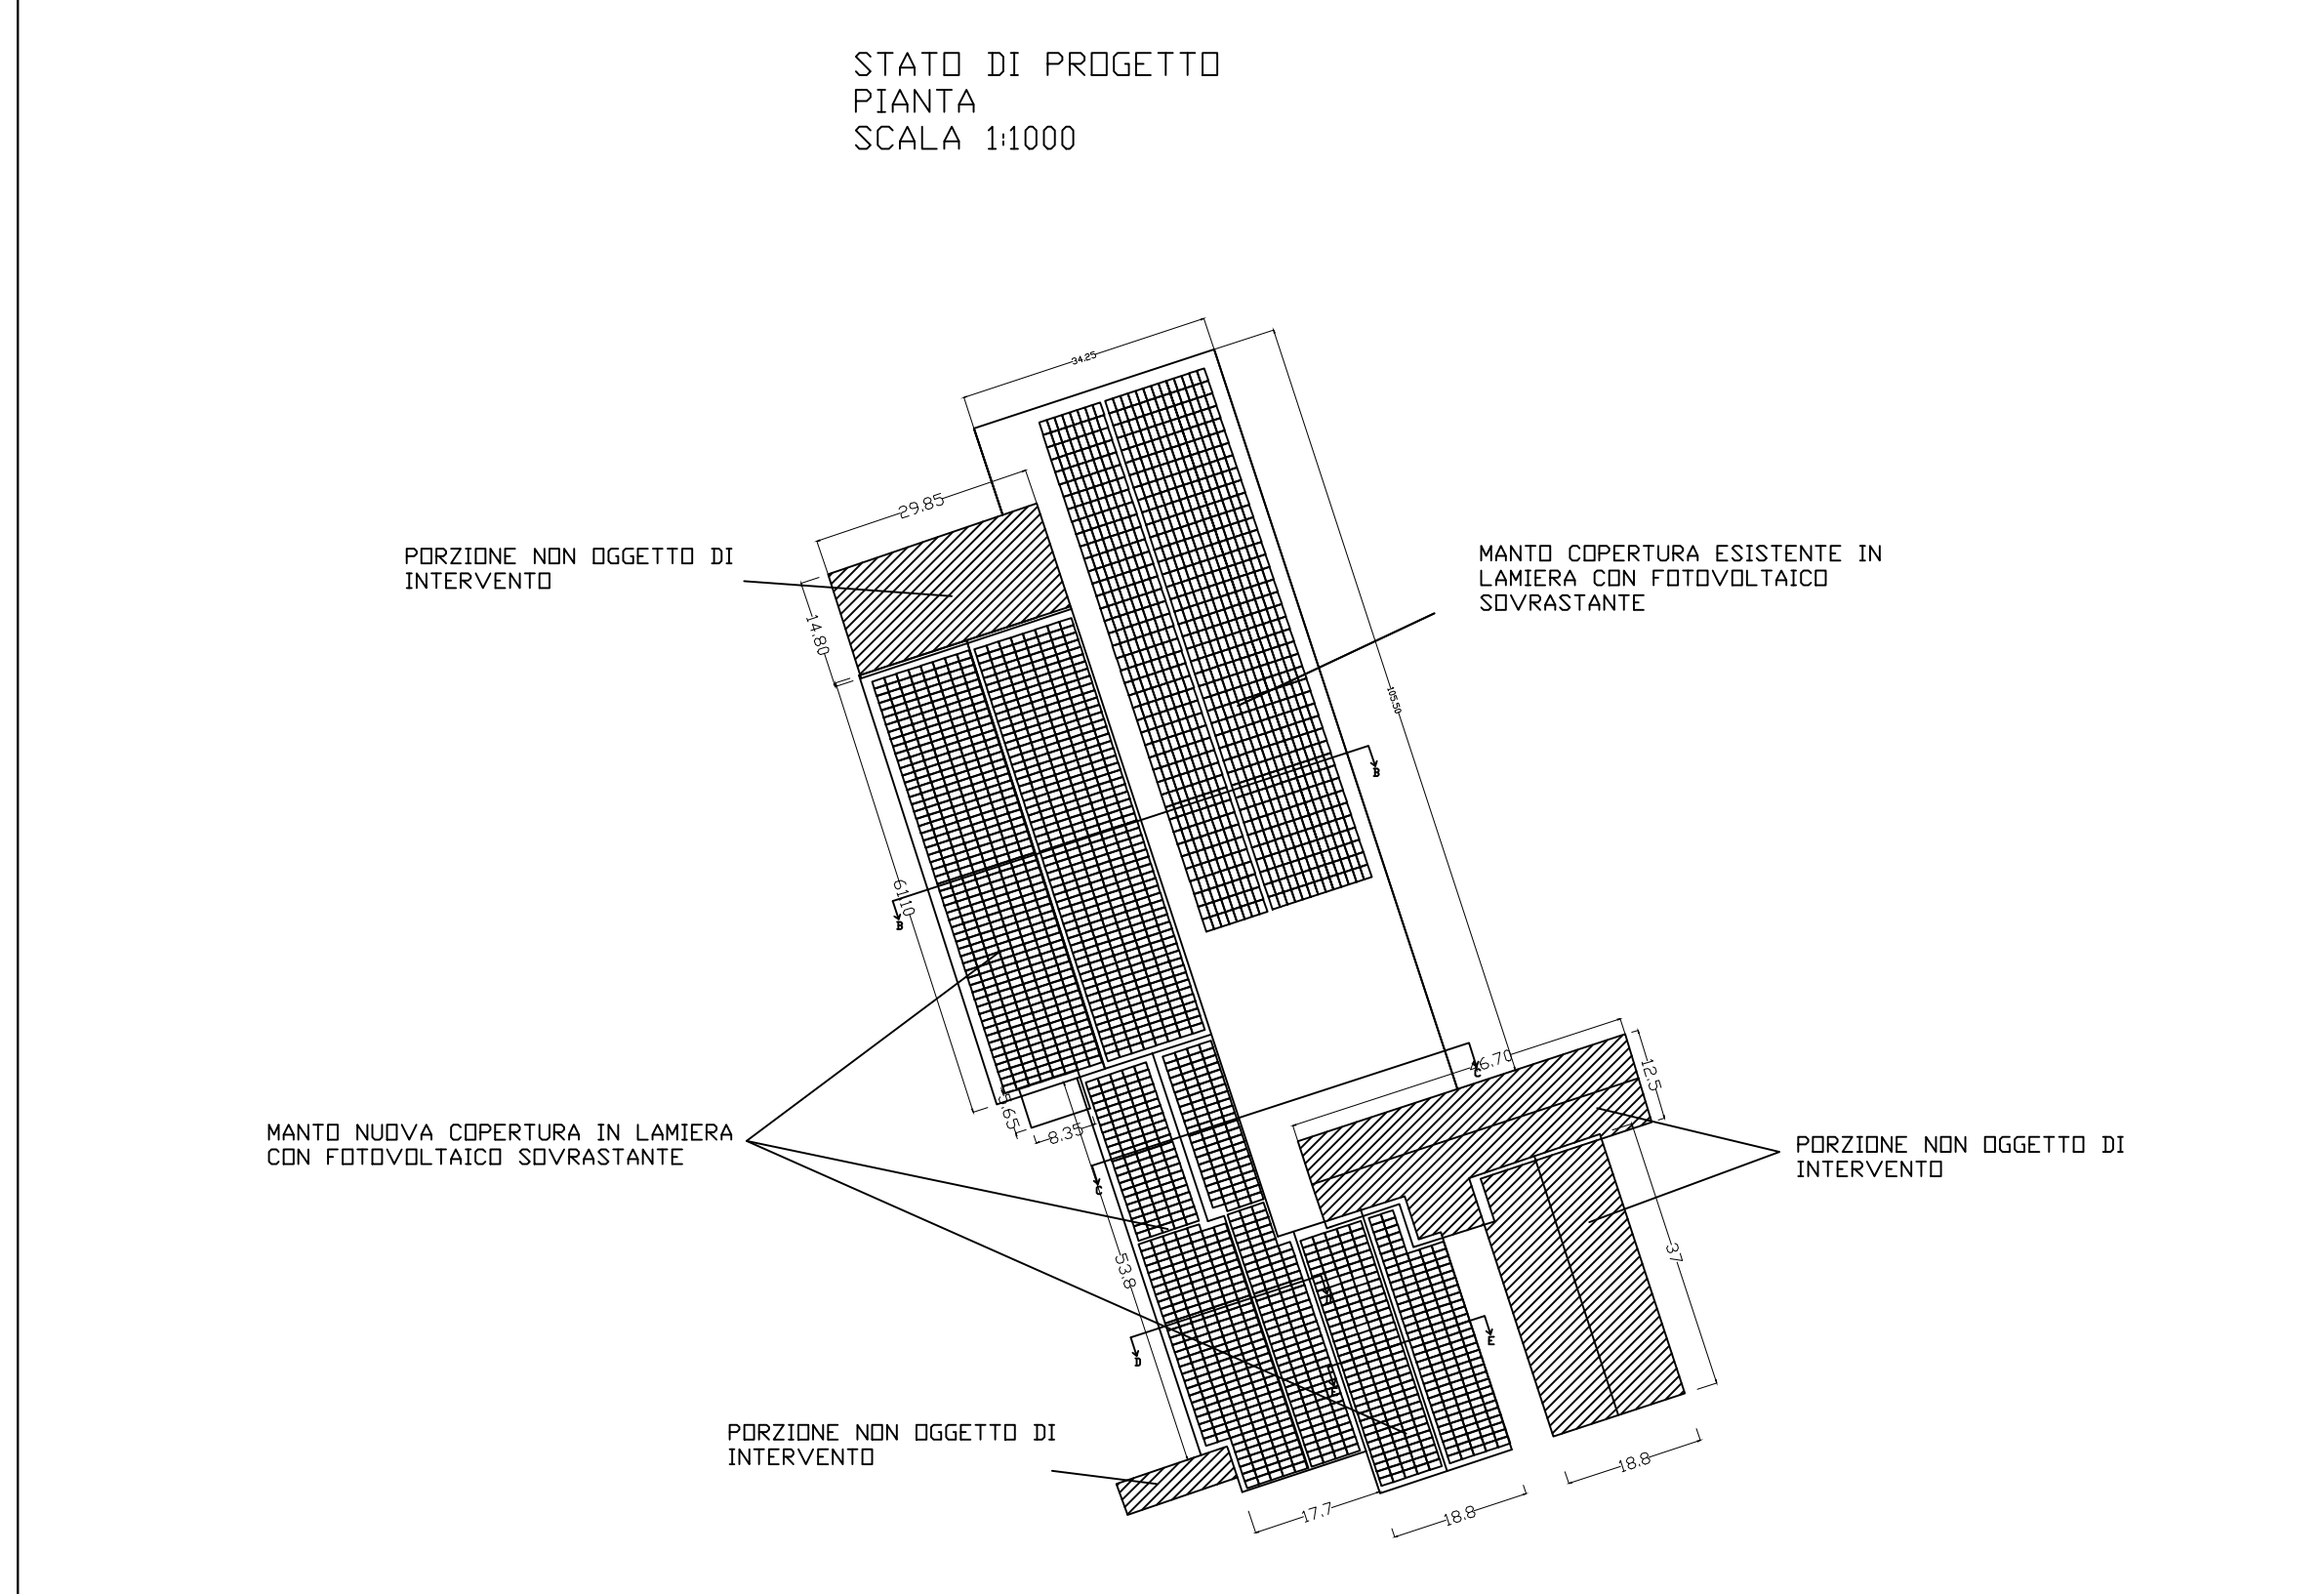 STATO DI PROGETTO
PIANTA
SCALA 1:1000
34.25
29.85
PORZIONE NON OGGETTO DI
INTERVENTO
MANTO COPERTURA ESISTENTE IN
LAMIERA CON FOTOVOLTAICO
SOVRASTANTE
14.80
105.50
B
61.10
B
46.70
C
12.5
5.65
8.35
MANTO NUOVA COPERTURA IN LAMIERA
CON FOTOVOLTAICO SOVRASTANTE
PORZIONE NON OGGETTO DI
INTERVENTO
C
53.8
37
D
E
D
E
PORZIONE NON OGGETTO DI
INTERVENTO
18.8
17.7
18.8